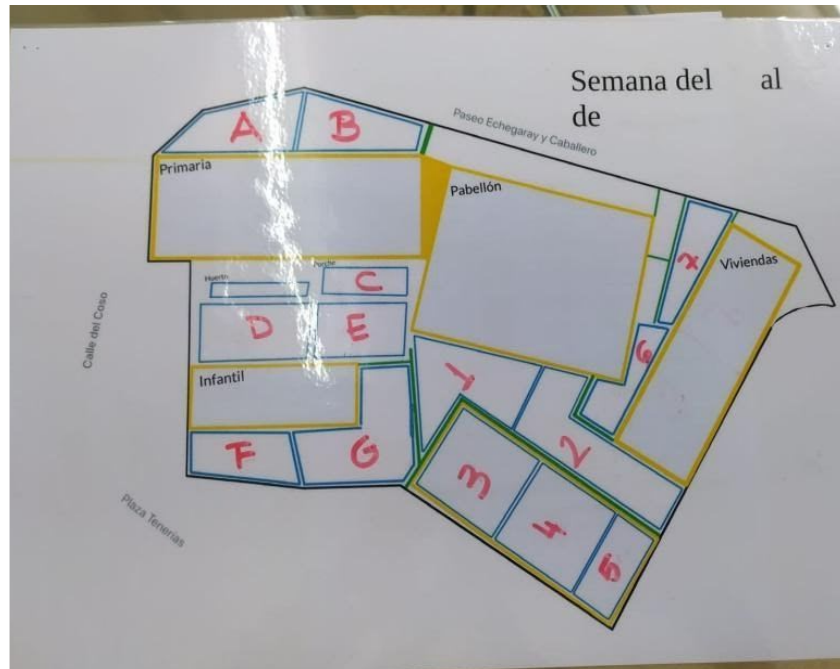 Semana del al
de
Paseo Echegaray y Caballero
A
B
Primaria
Pabellón
Viviendas
7
Huerto
Porche
C
D
E
6
Calle del Coso
Infantil
1
2
F
G
3
4
5
Plaza Tenerías